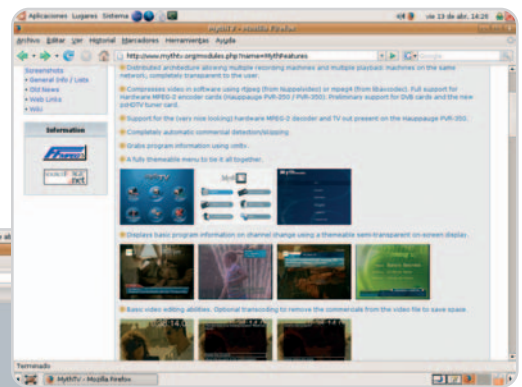 Aplicaciones Lugares Sistema
vie 13 de abr, 14:20
MythTV - Mozilla Firefox
Archivo Editar Ver Historial Marcadores Herramientas Ayuda
http://www.mythtv.org/modules.php?name=MythFeatures
Screenshots
General Info / Lists
Old News
Web Links
Wiki
Information
FFMPEG
.net
Distributed architecture allowing multiple recording machines and multiple playback machines on the same
network, completely transparent to the user.
Compresses video in software using rtjpeg (from Nuppelvideo) or mpeg4 (from libavcodec). Full support for
Hardware MPEG-2 encoder cards (Hauppauge PVR-250 / PVR-350). Preliminary support for DVB cards and the new
pcHDTV tuner card.
Support for the (very nice looking) hardware MPEG-2 decoder and TV out present on the Hauppauge PVR-350.
Completely automatic commercial detection/skipping
Grabs program information using xmltv.
A fully themeable menu to tie it all together.
Displays basic program information on channel change using a themeable semi-transparent on-screen display.
Basic video editing abilities. Optional transcoding to remove the commercials from the video file to save space.
Terminado
MythTV - Mozilla Firefox